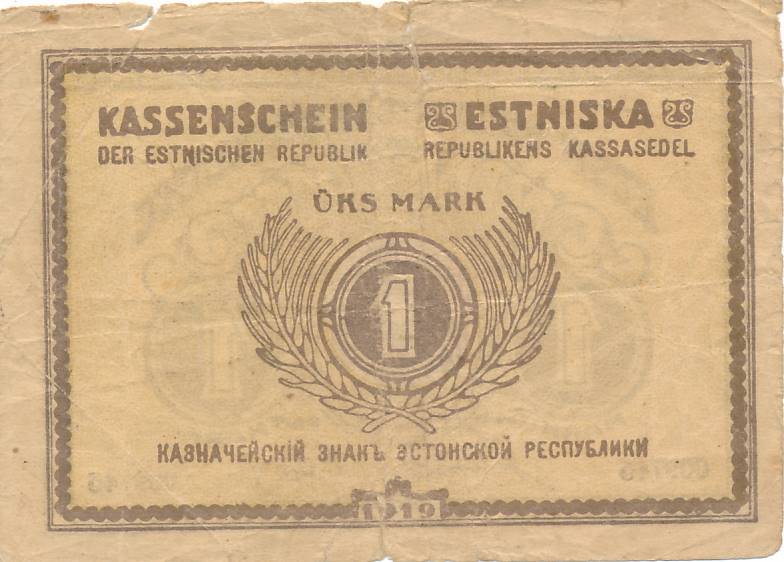 KASSENSCHEIN
DER ESTNISCHEN REPUBLIK
ESTNISKA
REPUBLIKENS KASSASEDEL
ÜKS MARK
1
КАЗНАЧЕЙСКІЙ ЗНАКЪ ЭСТОНСКОЙ РЕСПУБЛИКИ
1919